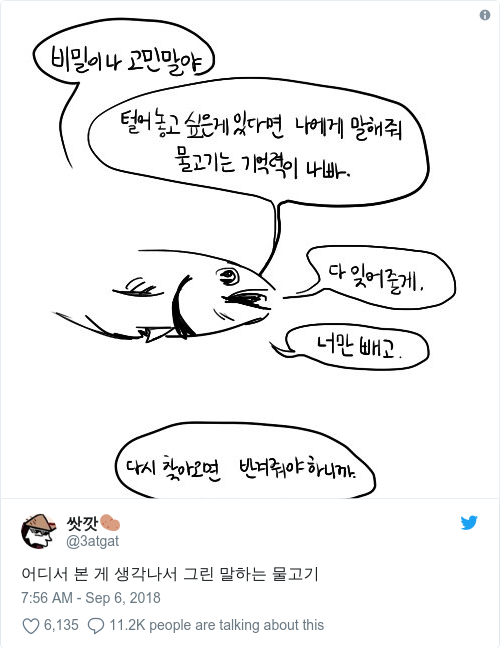 비밀이나 고민말야
털어놓고 싶은게있다면 나에게 말해줘
물고기는 기억력이 나빠.
다 잊어줄게.
너만 빼고.
다시 찾아오면 반겨줘야하니까.
쌋깟🥔
@3atgat
어디서 본 게 생각나서 그린 말하는 물고기
7:56 AM - Sep 6, 2018
6,135 11.2K people are talking about this